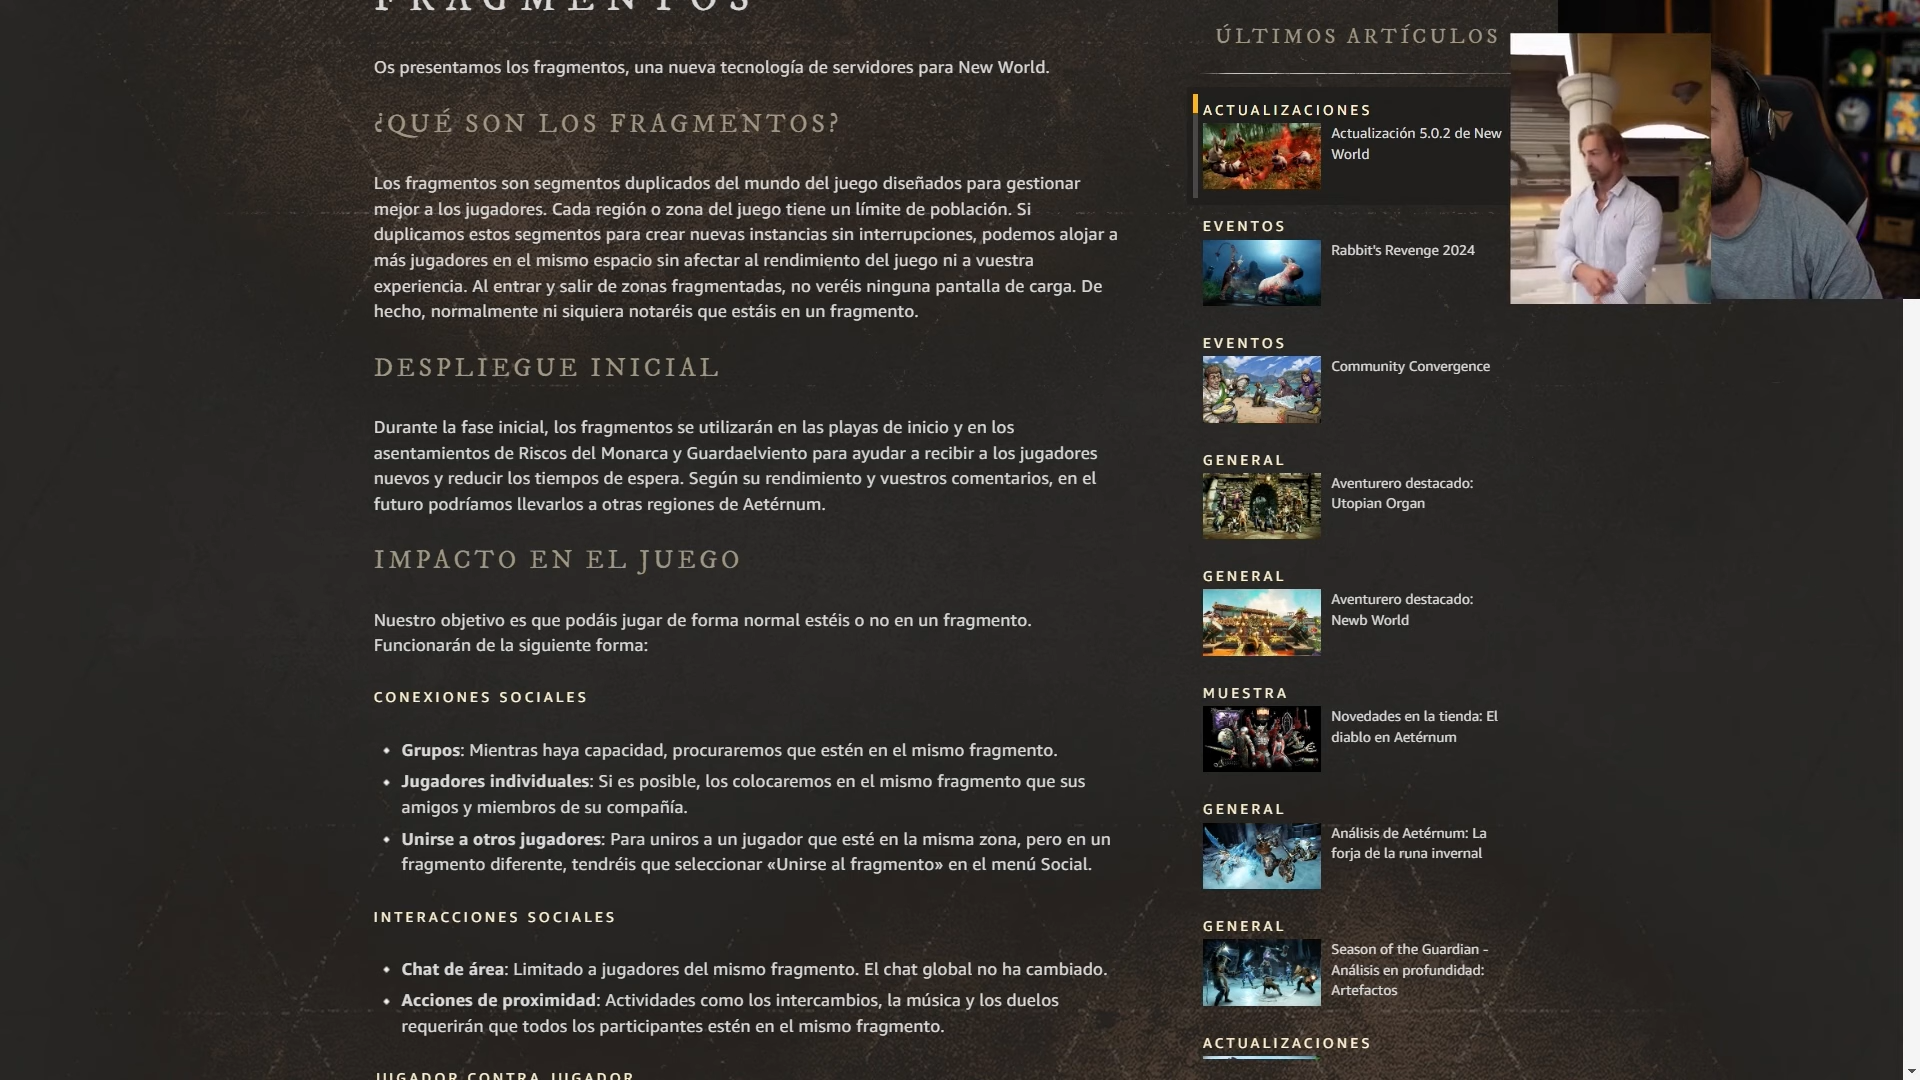 FRAGMENTOS
Os presentamos los fragmentos, una nueva tecnología de servidores para New World.
¿QUÉ SON LOS FRAGMENTOS?
Los fragmentos son segmentos duplicados del mundo del juego diseñados para gestionar
mejor a los jugadores. Cada región o zona del juego tiene un límite de población. Si
duplicamos estos segmentos para crear nuevas instancias sin interrupciones, podemos alojar a
más jugadores en el mismo espacio sin afectar al rendimiento del juego ni a vuestra
experiencia. Al entrar y salir de zonas fragmentadas, no veréis ninguna pantalla de carga. De
hecho, normalmente ni siquiera notaréis que estáis en un fragmento.
DESPLIEGUE INICIAL
Durante la fase inicial, los fragmentos se utilizarán en las playas de inicio y en los
asentamientos de Riscos del Monarca y Guardaelviento para ayudar a recibir a los jugadores
nuevos y reducir los tiempos de espera. Según su rendimiento y vuestros comentarios, en el
futuro podríamos llevarlos a otras regiones de Aetérnum.
IMPACTO EN EL JUEGO
Nuestro objetivo es que podáis jugar de forma normal estéis o no en un fragmento.
Funcionarán de la siguiente forma:
CONEXIONES SOCIALES
Grupos: Mientras haya capacidad, procuraremos que estén en el mismo fragmento.
Jugadores individuales: Si es posible, los colocaremos en el mismo fragmento que sus
amigos y miembros de su compañía.
Unirse a otros jugadores: Para uniros a un jugador que esté en la misma zona, pero en un
fragmento diferente, tendréis que seleccionar «Unirse al fragmento» en el menú Social.
INTERACCIONES SOCIALES
Chat de área: Limitado a jugadores del mismo fragmento. El chat global no ha cambiado.
Acciones de proximidad: Actividades como los intercambios, la música y los duelos
requerirán que todos los participantes estén en el mismo fragmento.
JUGADOR CONTRA JUGADOR
ÚLTIMOS ARTÍCULOS
ACTUALIZACIONES
Actualización 5.0.2 de New
World
EVENTOS
Rabbit's Revenge 2024
EVENTOS
Community Convergence
GENERAL
Aventurero destacado:
Utopian Organ
GENERAL
Aventurero destacado:
Newb World
MUESTRA
Novedades en la tienda: El
diablo en Aetérnum
GENERAL
Análisis de Aetérnum: La
forja de la runa invernal
GENERAL
Season of the Guardian -
Análisis en profundidad:
Artefactos
ACTUALIZACIONES